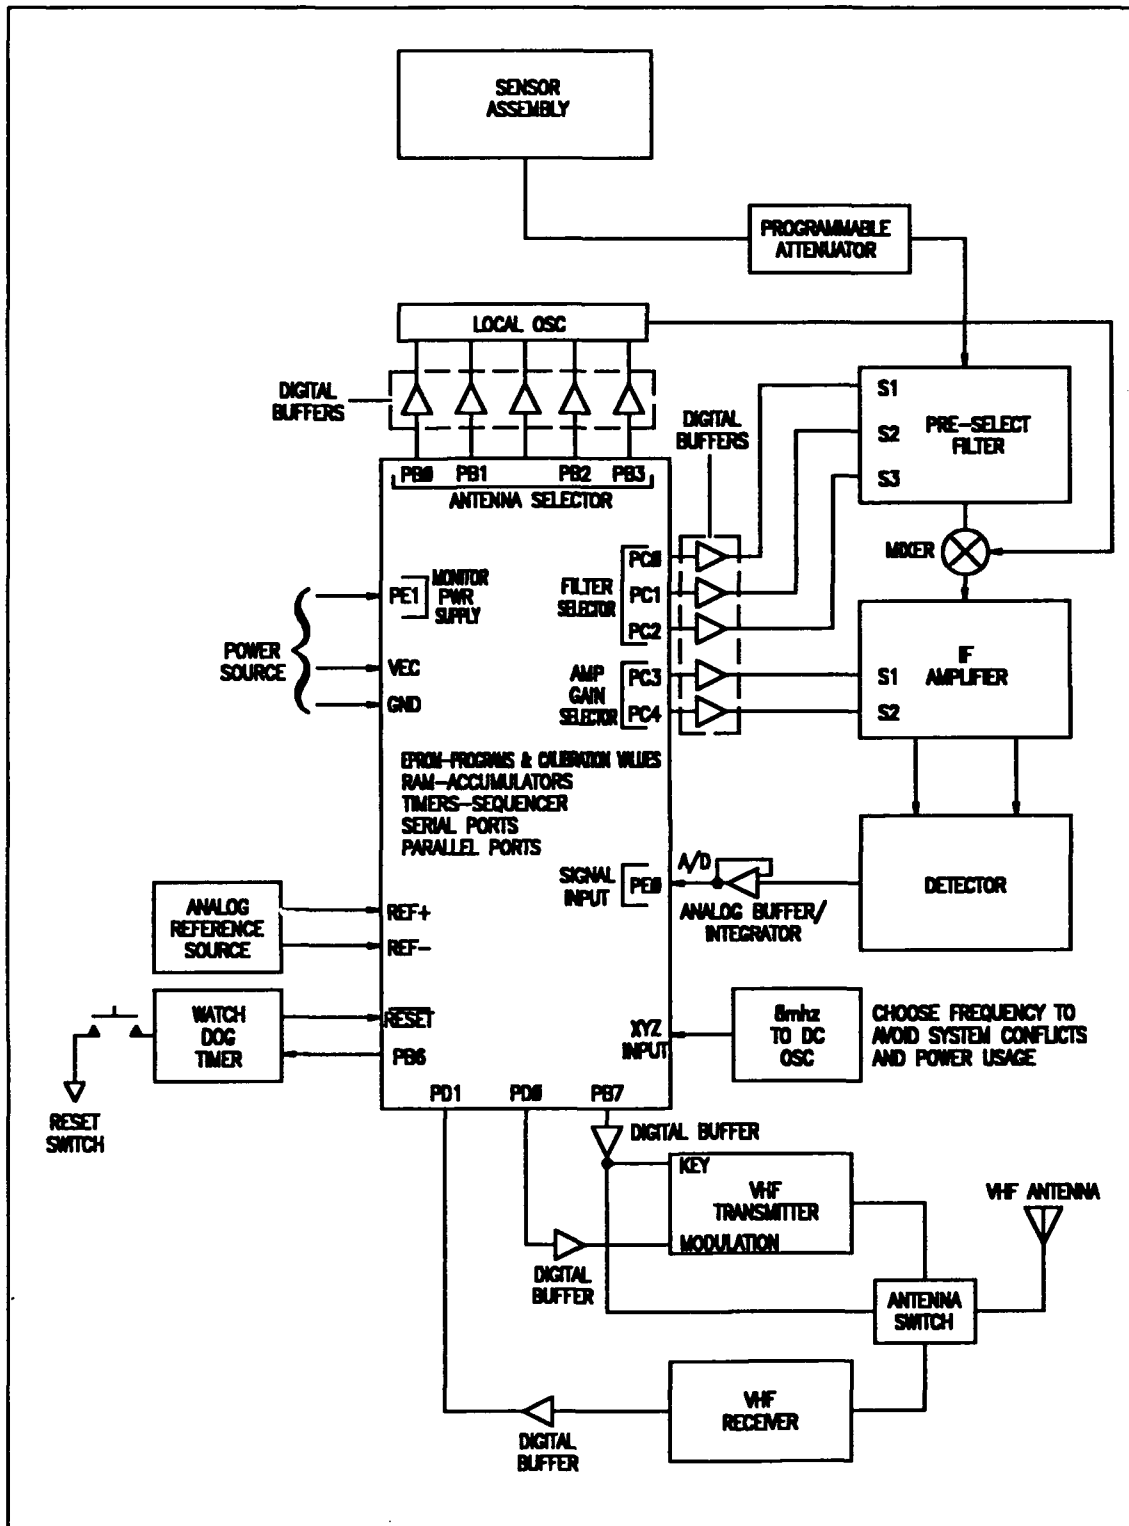 SENSOR
ASSEMBLY
PROGRAMMABLE
ATTENUATOR
LOCAL OSC
DIGITAL
BUFFERS
DIGITAL
BUFFERS
S1
S2
S3
PRE-SELECT
FILTER
PB0 PB1 PB2 PB3
ANTENNA SELECTOR
MIXER
PC0
PC1
PC2
FILTER
SELECTOR
PE1
MONITOR
PWR
SUPPLY
POWER
SOURCE
VEC
GND
AMP
GAIN
SELECTOR
PC3
PC4
IF
AMPLIFIER
S1
S2
EPROM-PROGRAMS & CALIBRATION VALUES
RAM-ACCUMULATORS
TIMERS-SEQUENCER
SERIAL PORTS
PARALLEL PORTS
SIGNAL
INPUT
PE0
A/D
ANALOG BUFFER/
INTEGRATOR
DETECTOR
ANALOG
REFERENCE
SOURCE
REF+
REF-
WATCH
DOG
TIMER
RESET
PB6
RESET
SWITCH
XYZ
INPUT
8mhz
TO DC
OSC
CHOOSE FREQUENCY TO
AVOID SYSTEM CONFLICTS
AND POWER USAGE
PD1 PD0 PB7
DIGITAL BUFFER
KEY
VHF
TRANSMITTER
MODULATION
VHF ANTENNA
DIGITAL
BUFFER
ANTENNA
SWITCH
VHF
RECEIVER
DIGITAL
BUFFER